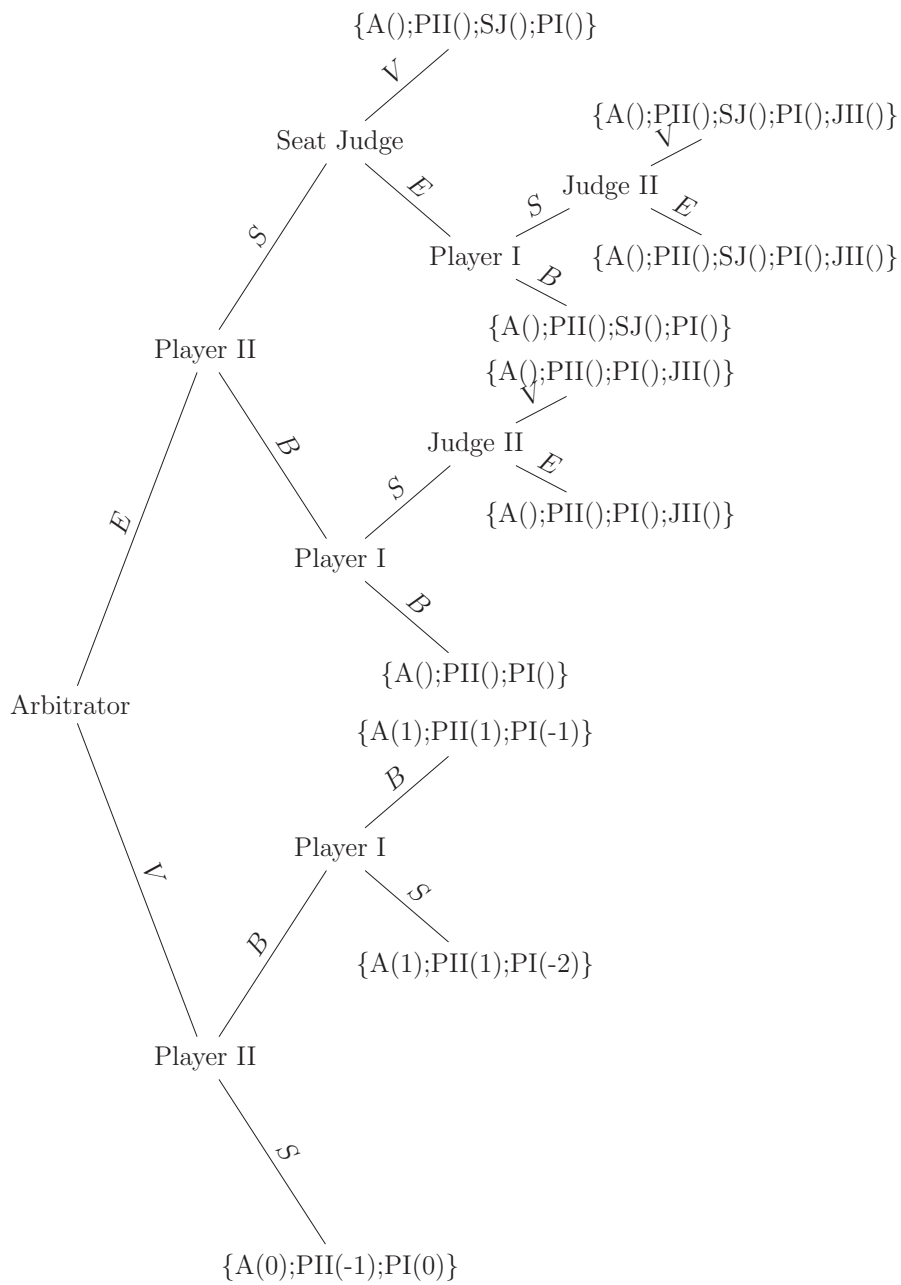 {A();PII();SJ();PI()}
V
{A();PII();SJ();PI();JII()}
Seat Judge
V
E
Judge II
S
E
S
Player I
{A();PII();SJ();PI();JII()}
B
{A();PII();SJ();PI()}
Player II
{A();PII();PI();JII()}
V
B
Judge II
E
S
{A();PII();PI();JII()}
E
Player I
B
{A();PII();PI()}
Arbitrator
{A(1);PII(1);PI(-1)}
B
Player I
V
S
B
{A(1);PII(1);PI(-2)}
Player II
S
{A(0);PII(-1);PI(0)}